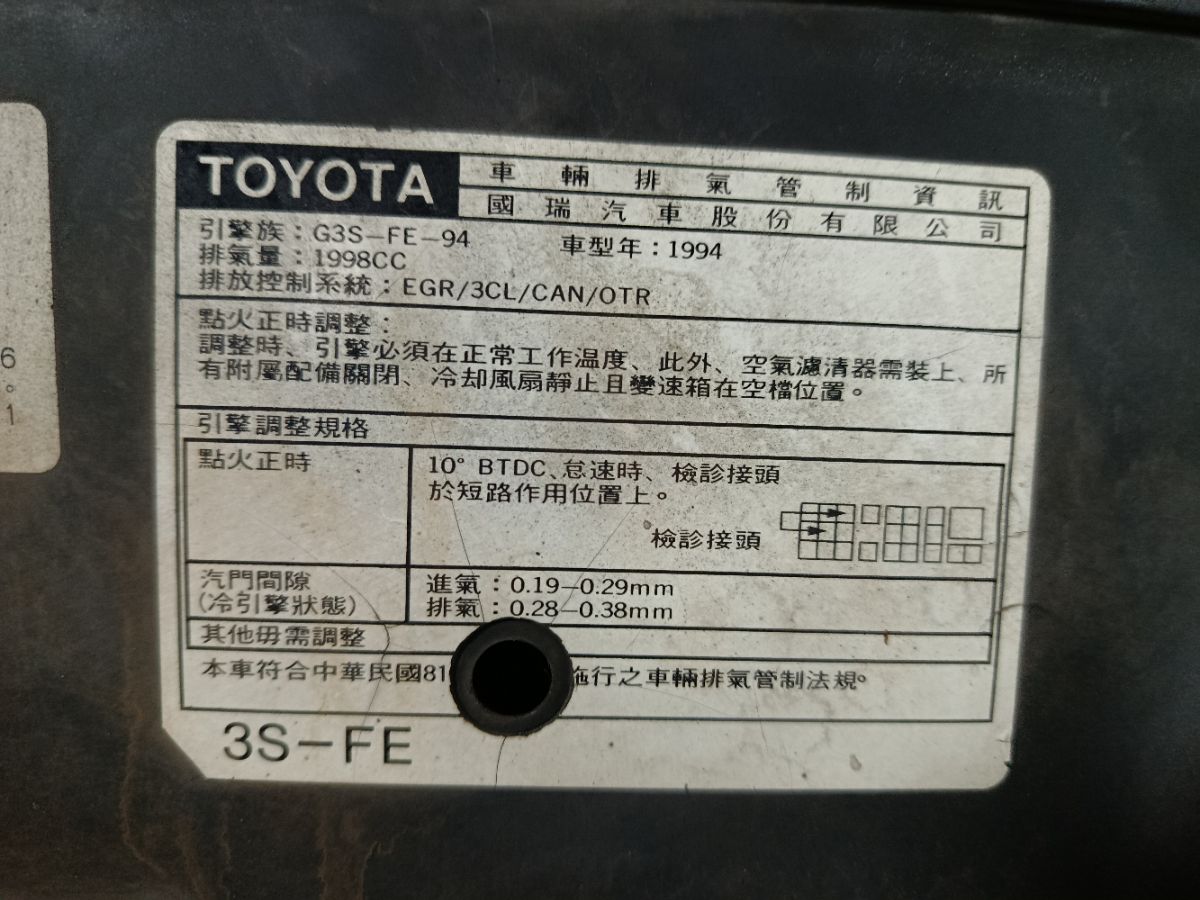 TOYOTA 車輛排氣管制資訊
國瑞汽車股份有限公司
引擎族：G3S-FE-94 車型年：1994
排氣量：1998CC
排放控制系統：EGR/3CL/CAN/OTR
點火正時調整：
調整時、引擎必須在正常工作溫度、此外、空氣濾清器需裝上、所
有附屬配備關閉、冷却風扇靜止且變速箱在空檔位置。
引擎調整規格
點火正時 10° BTDC、怠速時、檢診接頭
於短路作用位置上。
檢診接頭
汽門間隙 進氣：0.19-0.29mm
(冷引擎狀態) 排氣：0.28-0.38mm
其他毋需調整
本車符合中華民國81 施行之車輛排氣管制法規。
3S-FE
6
1